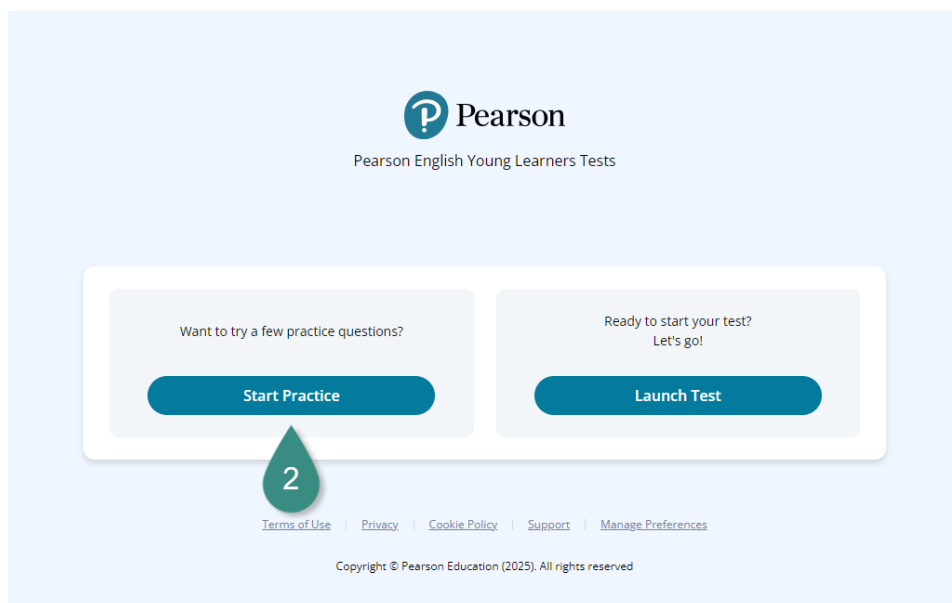 Pearson
Pearson English Young Learners Tests
Want to try a few practice questions?
Start Practice
Ready to start your test?
Let's go!
Launch Test
2
Terms of Use | Privacy | Cookie Policy | Support | Manage Preferences
Copyright © Pearson Education (2025). All rights reserved